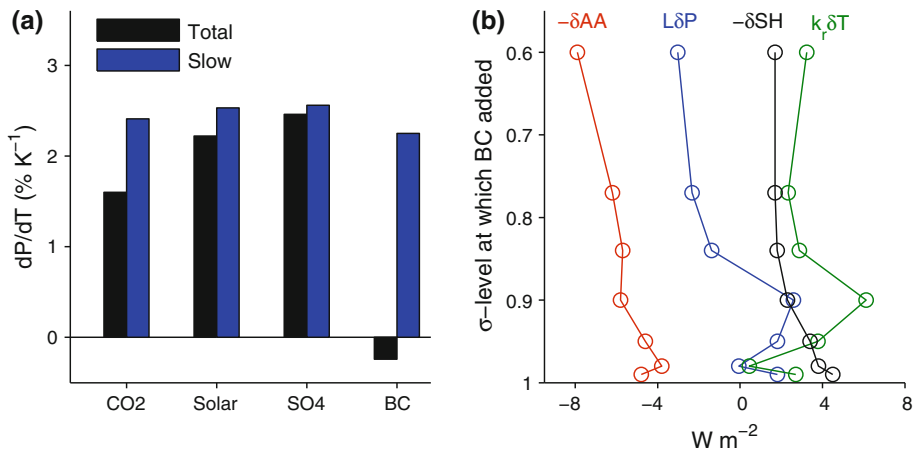 (a)
Total
Slow
dP/dT (% K⁻¹)
3
2
1
0
CO2
Solar
SO4
BC
(b)
−δAA
LδP
−δSH
kᵣδT
σ−level at which BC added
0.6
0.7
0.8
0.9
1
−8
−4
0
4
8
W m⁻²